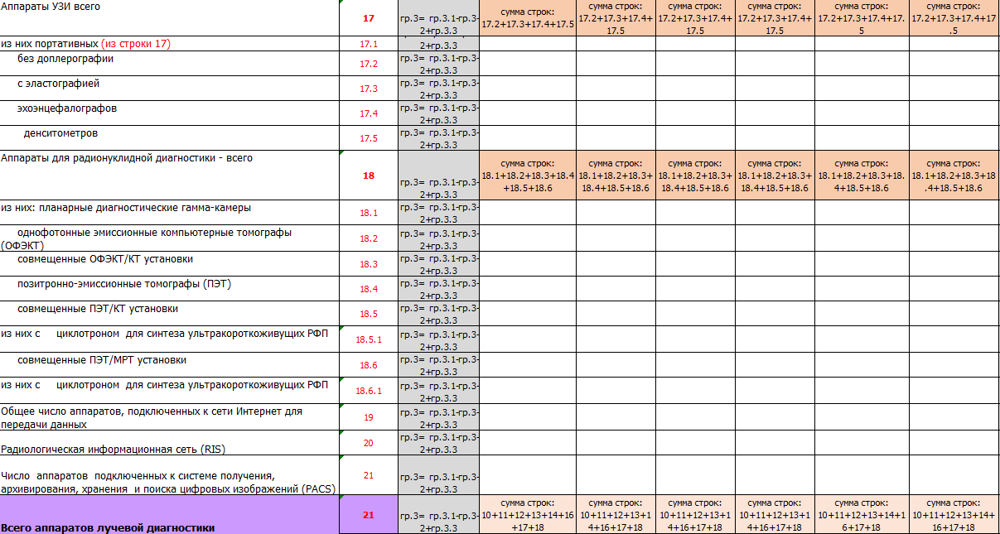 Аппараты УЗИ всего
17
гр.3= гр.3.1-гр.3-
2+гр.3.3
сумма строк:
17.2+17.3+17.4+17.5
сумма строк:
17.2+17.3+17.4+
17.5
сумма строк:
17.2+17.3+17.4+
17.5
сумма строк:
17.2+17.3+17.4+
17.5
сумма строк:
17.2+17.3+17.4+17.
5
сумма строк:
17.2+17.3+17.4+17
.5
из них портативных (из строки 17)
17.1
2+гр.3.3
без доплерографии
17.2
гр.3= гр.3.1-гр.3-
2+гр.3.3
с эластографией
17.3
гр.3= гр.3.1-гр.3-
2+гр.3.3
эхоэнцефалографов
17.4
гр.3= гр.3.1-гр.3-
2+гр.3.3
денситометров
17.5
гр.3= гр.3.1-гр.3-
2+гр.3.3
Аппараты для радионуклидной диагностики - всего
18
гр.3= гр.3.1-гр.3-
2+гр.3.3
сумма строк:
18.1+18.2+18.3+18.4
+18.5+18.6
сумма строк:
18.1+18.2+18.3+
18.4+18.5+18.6
сумма строк:
18.1+18.2+18.3+
18.4+18.5+18.6
сумма строк:
18.1+18.2+18.3+
18.4+18.5+18.6
сумма строк:
18.1+18.2+18.3+18.
4+18.5+18.6
сумма строк:
18.1+18.2+18.3+18
.4+18.5+18.6
из них: планарные диагностические гамма-камеры
18.1
гр.3= гр.3.1-гр.3-
2+гр.3.3
однофотонные эмиссионные компьютерные томографы
(ОФЭКТ)
18.2
гр.3= гр.3.1-гр.3-
2+гр.3.3
совмещенные ОФЭКТ/КТ установки
18.3
гр.3= гр.3.1-гр.3-
2+гр.3.3
позитронно-эмиссионные томографы (ПЭТ)
18.4
гр.3= гр.3.1-гр.3-
2+гр.3.3
совмещенные ПЭТ/КТ установки
18.5
гр.3= гр.3.1-гр.3-
2+гр.3.3
из них с циклотроном для синтеза ультракороткоживущих РФП
18.5.1
гр.3= гр.3.1-гр.3-
2+гр.3.3
совмещенные ПЭТ/МРТ установки
18.6
гр.3= гр.3.1-гр.3-
2+гр.3.3
из них с циклотроном для синтеза ультракороткоживущих РФП
18.6.1
гр.3= гр.3.1-гр.3-
2+гр.3.3
Общее число аппаратов, подключенных к сети Интернет для
передачи данных
19
гр.3= гр.3.1-гр.3-
2+гр.3.3
Радиологическая информационная сеть (RIS)
20
гр.3= гр.3.1-гр.3-
2+гр.3.3
Число аппаратов подключенных к системе получения,
архивирования, хранения и поиска цифровых изображений (PACS)
21
гр.3= гр.3.1-гр.3-
2+гр.3.3
Всего аппаратов лучевой диагностики
21
гр.3= гр.3.1-гр.3-
2+гр.3.3
сумма строк:
10+11+12+13+14+16
+17+18
сумма строк:
10+11+12+13+1
4+16+17+18
сумма строк:
10+11+12+13+1
4+16+17+18
сумма строк:
10+11+12+13+1
4+16+17+18
сумма строк:
10+11+12+13+14+1
6+17+18
сумма строк:
10+11+12+13+14+
16+17+18